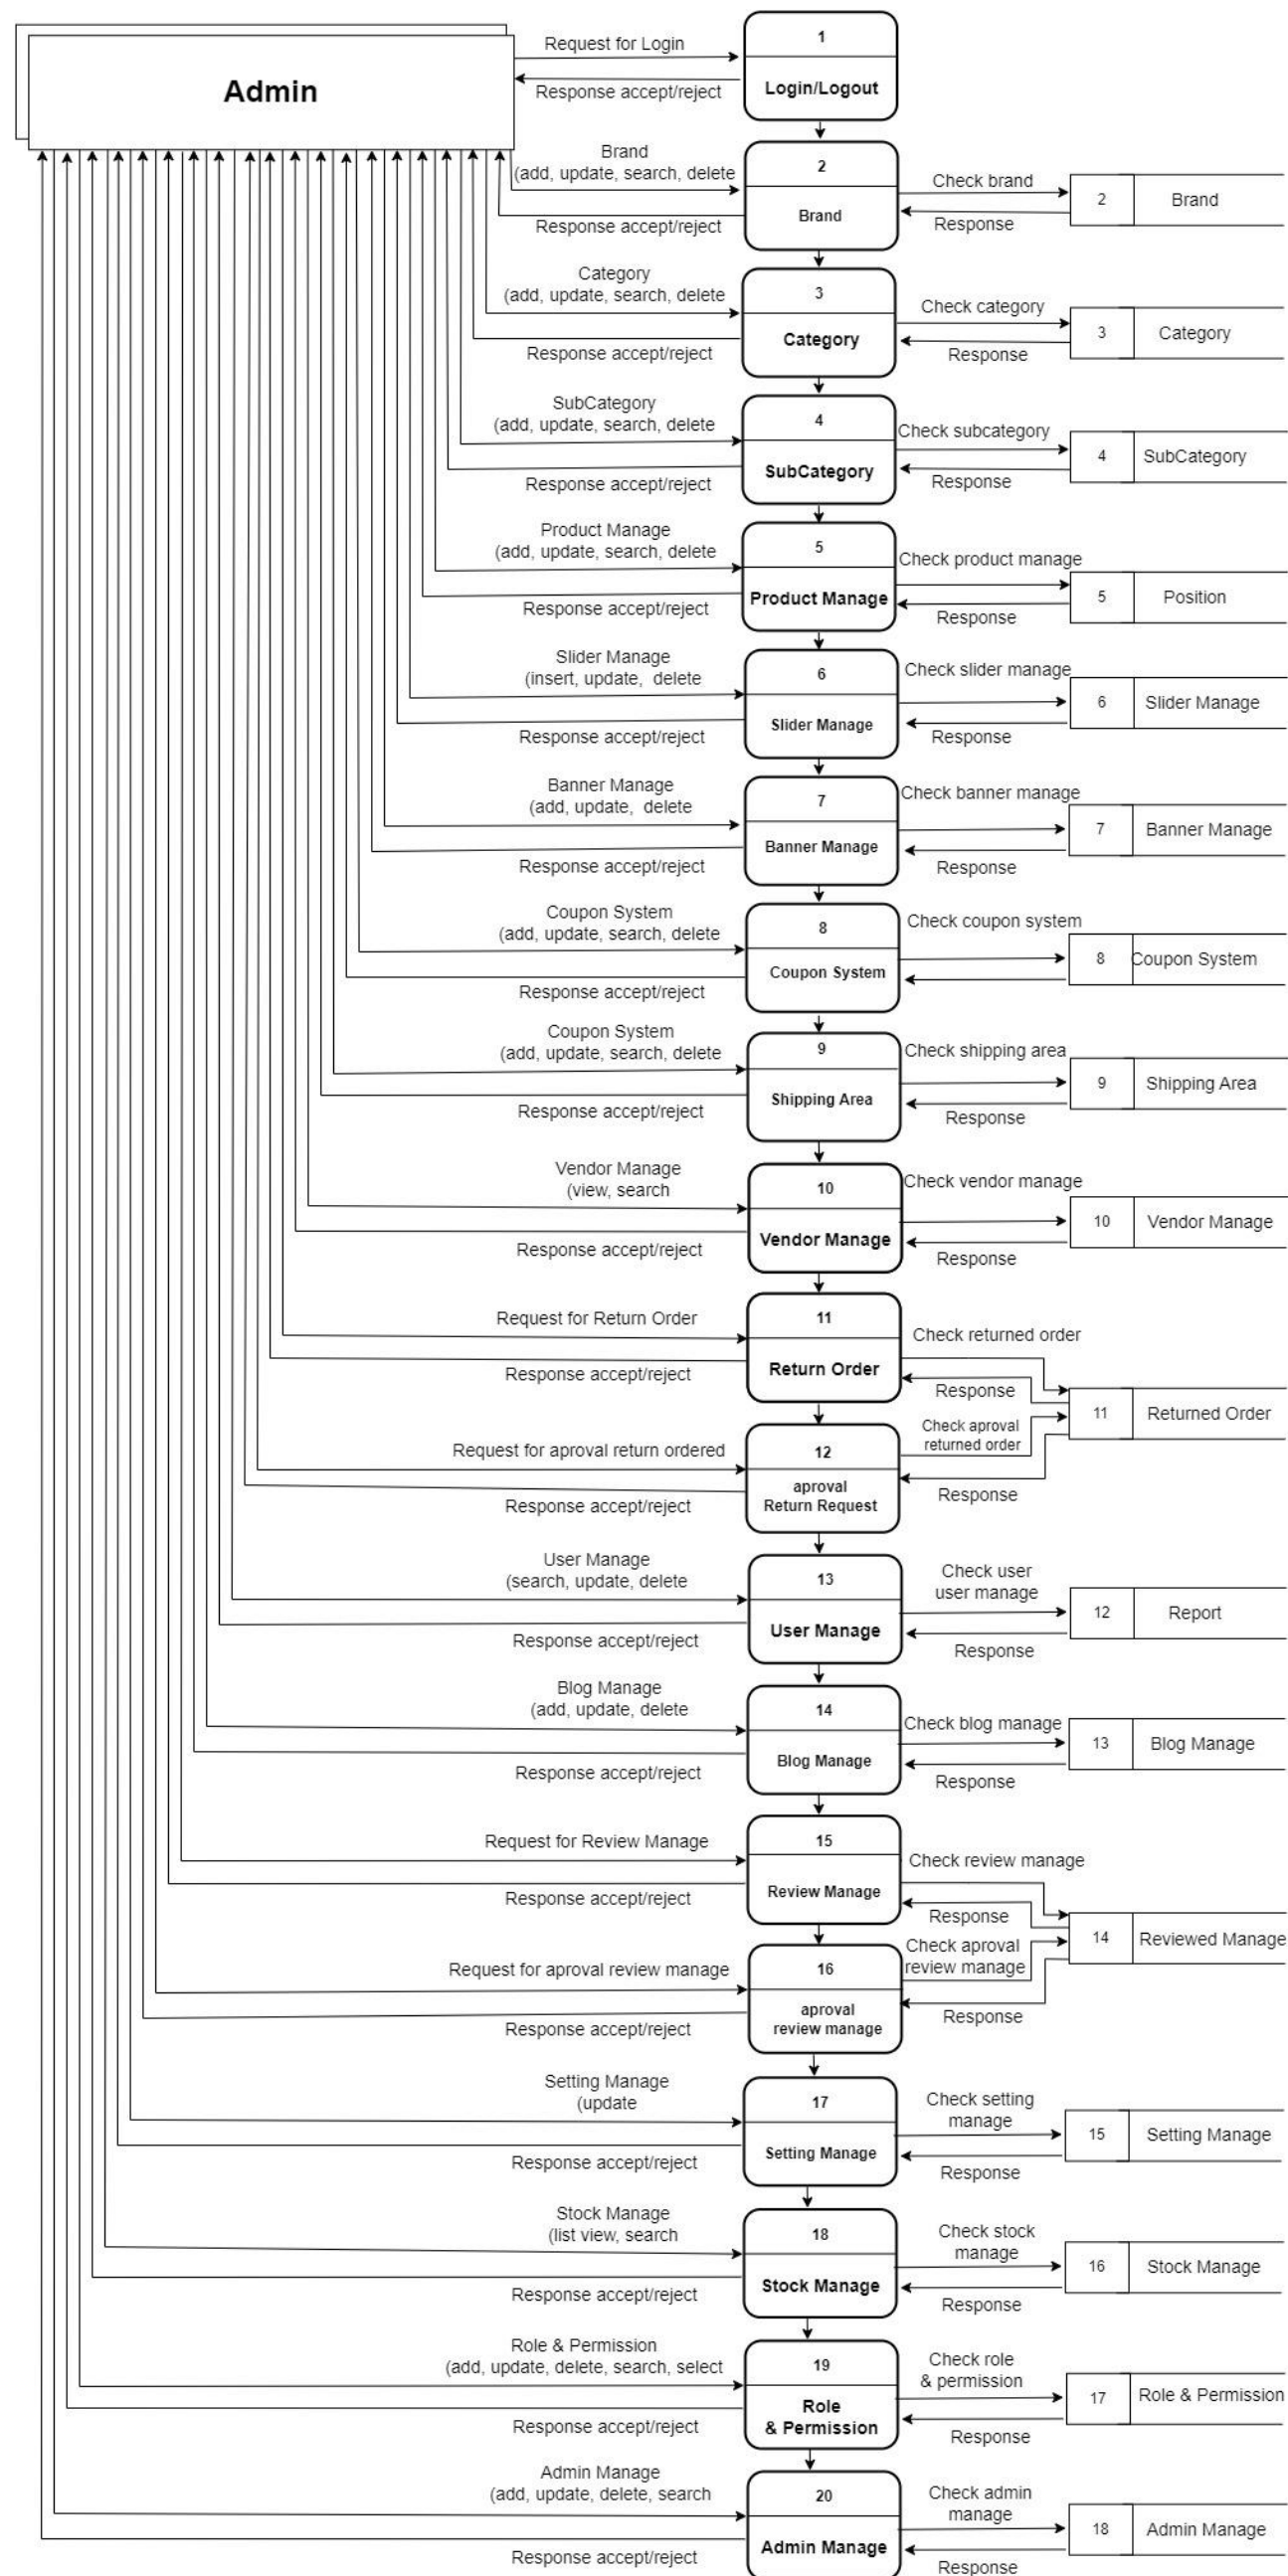 Admin
Request for Login
Response accept/reject
1
Login/Logout
Brand
(add, update, search, delete
Response accept/reject
2
Brand
Check brand
Response
2
Brand
Category
(add, update, search, delete
Response accept/reject
3
Category
Check category
Response
3
Category
SubCategory
(add, update, search, delete
Response accept/reject
4
SubCategory
Check subcategory
Response
4
SubCategory
Product Manage
(add, update, search, delete
Response accept/reject
5
Product Manage
Check product manage
Response
5
Position
Slider Manage
(insert, update, delete
Response accept/reject
6
Slider Manage
Check slider manage
Response
6
Slider Manage
Banner Manage
(add, update, delete
Response accept/reject
7
Banner Manage
Check banner manage
Response
7
Banner Manage
Coupon System
(add, update, search, delete
Response accept/reject
8
Coupon System
Check coupon system
8
Coupon System
Coupon System
(add, update, search, delete
Response accept/reject
9
Shipping Area
Check shipping area
Response
9
Shipping Area
Vendor Manage
(view, search
Response accept/reject
10
Vendor Manage
Check vendor manage
Response
10
Vendor Manage
Request for Return Order
Response accept/reject
11
Return Order
Check returned order
Response
11
Returned Order
Request for aproval return ordered
Response accept/reject
12
aproval
Return Request
Check aproval
returned order
Response
User Manage
(search, update, delete
Response accept/reject
13
User Manage
Check user
user manage
Response
12
Report
Blog Manage
(add, update, delete
Response accept/reject
14
Blog Manage
Check blog manage
Response
13
Blog Manage
Request for Review Manage
Response accept/reject
15
Review Manage
Check review manage
Response
14
Reviewed Manage
Request for aproval review manage
Response accept/reject
16
aproval
review manage
Check aproval
review manage
Response
Setting Manage
(update
Response accept/reject
17
Setting Manage
Check setting
manage
Response
15
Setting Manage
Stock Manage
(list view, search
Response accept/reject
18
Stock Manage
Check stock
manage
Response
16
Stock Manage
Role & Permission
(add, update, delete, search, select
Response accept/reject
19
Role
& Permission
Check role
& permission
Response
17
Role & Permission
Admin Manage
(add, update, delete, search
Response accept/reject
20
Admin Manage
Check admin
manage
Response
18
Admin Manage